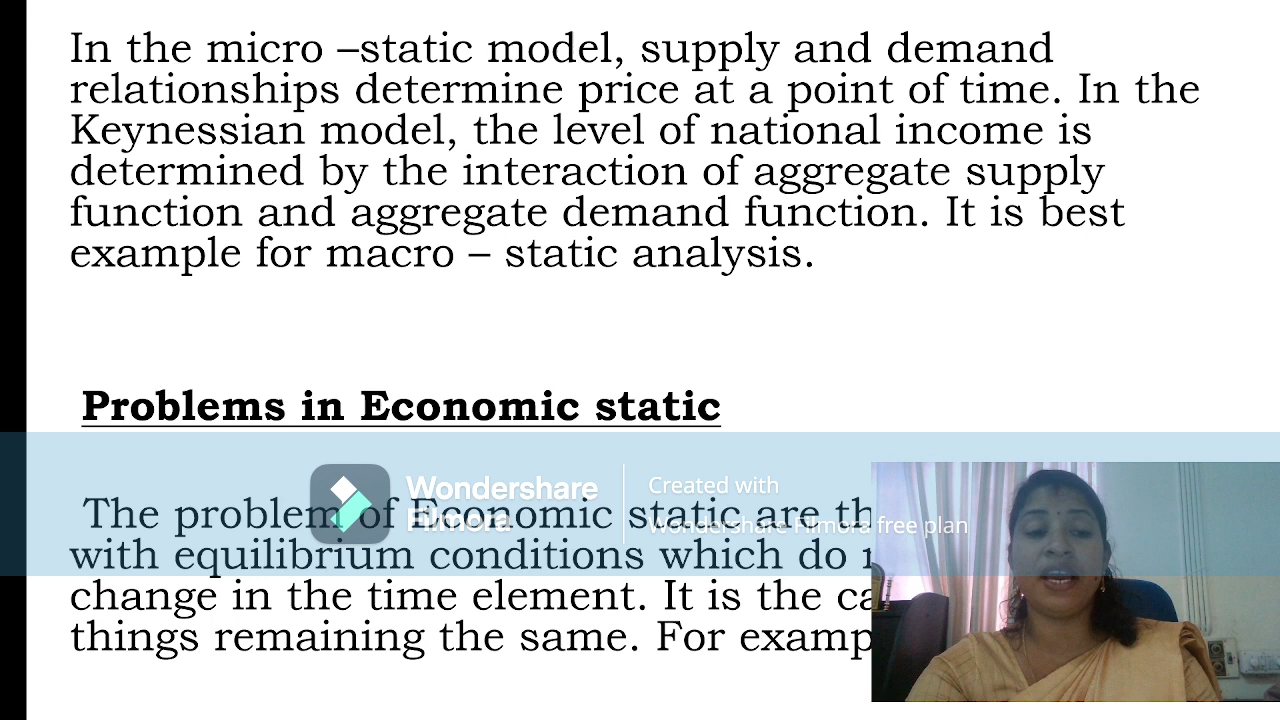 In the micro –static model, supply and demand
relationships determine price at a point of time. In the
Keynessian model, the level of national income is
determined by the interaction of aggregate supply
function and aggregate demand function. It is best
example for macro – static analysis.
Problems in Economic static
Wondershare
Filmora
Created with
Wondershare Filmora free plan
The problem of Economic static are
with equilibrium conditions which do
change in the time element. It is the
things remaining the same. For